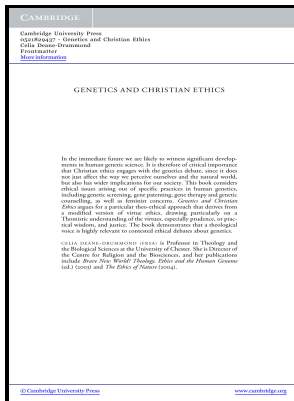 CAMBRIDGE
Cambridge University Press
0521829437 - Genetics and Christian Ethics
Celia Deane-Drummond
Frontmatter
More information
GENETICS AND CHRISTIAN ETHICS
In the immediate future we are likely to witness significant develop-
ments in human genetic science. It is therefore of critical importance
that Christian ethics engages with the genetics debate, since it does
not just affect the way we perceive ourselves and the natural world,
but also has wider implications for our society. This book considers
ethical issues arising out of specific practices in human genetics,
including genetic screening, gene patenting, gene therapy and genetic
counselling, as well as feminist concerns. Genetics and Christian
Ethics argues for a particular theo-ethical approach that derives from
a modified version of virtue ethics, drawing particularly on a
Thomistic understanding of the virtues, especially prudence, or prac-
tical wisdom, and justice. The book demonstrates that a theological
voice is highly relevant to contested ethical debates about genetics.
CELIA DEANE-DRUMMOND (FRSA) is Professor in Theology and
the Biological Sciences at the University of Chester. She is Director of
the Centre for Religion and the Biosciences, and her publications
include Brave New World? Theology, Ethics and the Human Genome
(ed.) (2003) and The Ethics of Nature (2004).
© Cambridge University Press
www.cambridge.org